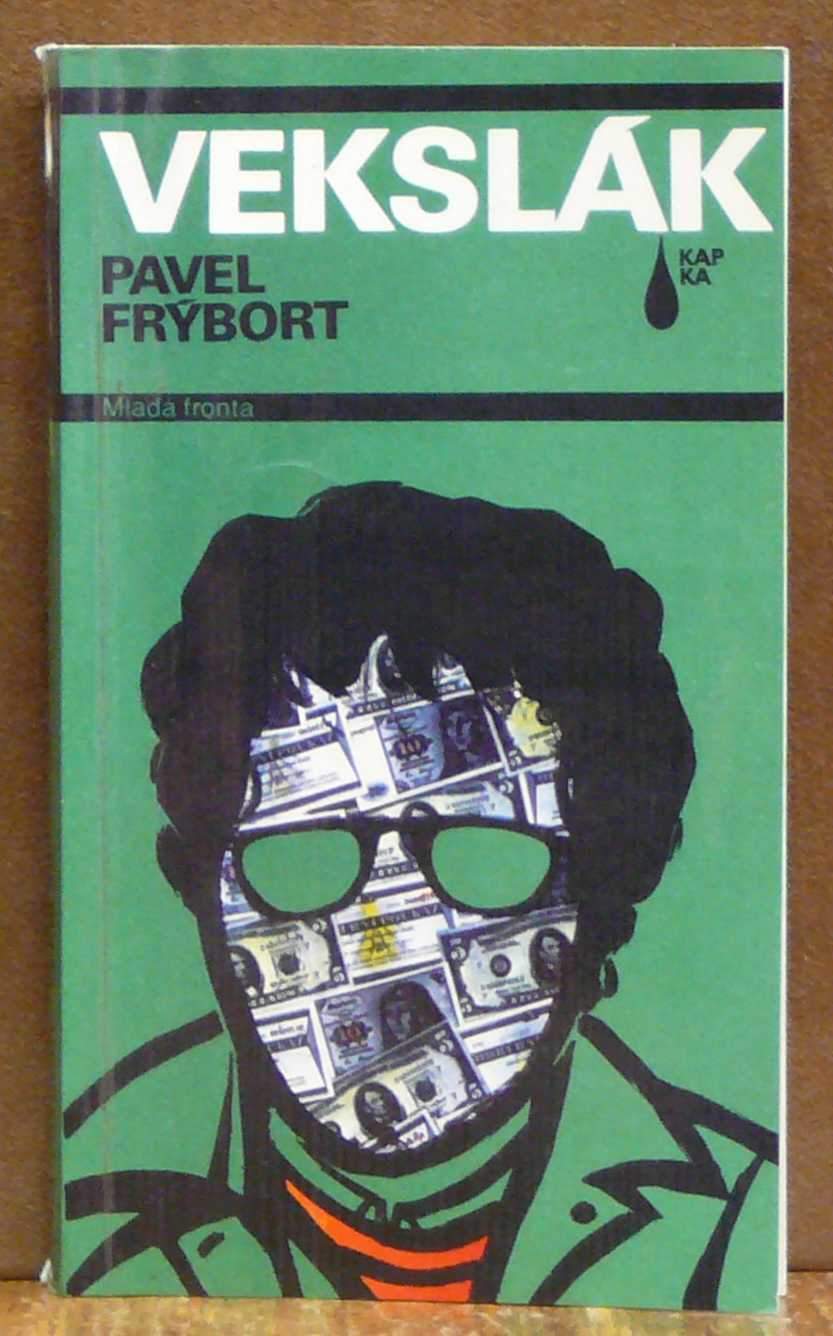 VEKSLÁK
PAVEL
FRÝBORT
KAP
KA
Mladá fronta